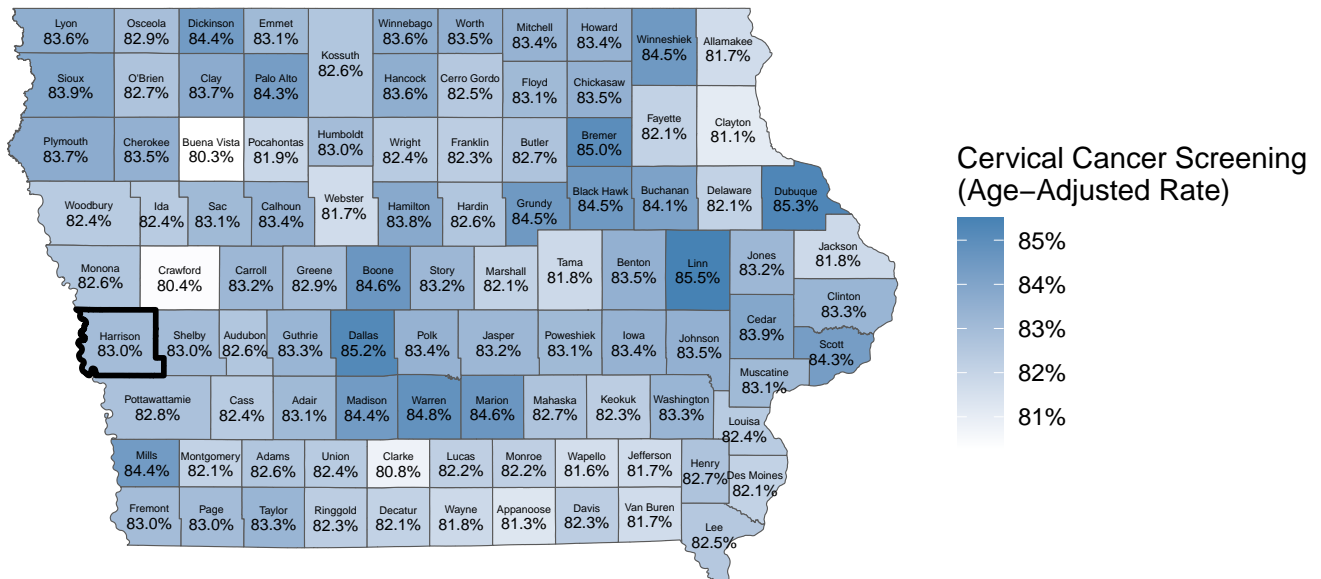 Lyon Osceola Dickinson Emmet Kossuth Winnebago Worth Mitchell Howard Winneshiek Allamakee
83.6% 82.9% 84.4% 83.1% 82.6% 83.6% 83.5% 83.4% 83.4% 84.5% 81.7%
Sioux O'Brien Clay Palo Alto Hancock Cerro Gordo Floyd Chickasaw
83.9% 82.7% 83.7% 84.3% 83.6% 82.5% 83.1% 83.5%
Plymouth Cherokee Buena Vista Pocahontas Humboldt Wright Franklin Butler Bremer Fayette Clayton
83.7% 83.5% 80.3% 81.9% 83.0% 82.4% 82.3% 82.7% 85.0% 82.1% 81.1%
Woodbury Ida Sac Calhoun Webster Hamilton Hardin Grundy Black Hawk Buchanan Delaware Dubuque
82.4% 82.4% 83.1% 83.4% 81.7% 83.8% 82.6% 84.5% 84.5% 84.1% 82.1% 85.3%
Monona Crawford Carroll Greene Boone Story Marshall Tama Benton Linn Jones Jackson
82.6% 80.4% 83.2% 82.9% 84.6% 83.2% 82.1% 81.8% 83.5% 85.5% 83.2% 81.8%
Clinton
83.3%
Harrison Shelby Audubon Guthrie Dallas Polk Jasper Poweshiek Iowa Johnson Cedar Scott
83.0% 83.0% 82.6% 83.3% 85.2% 83.4% 83.2% 83.1% 83.4% 83.5% 83.9% 84.3%
Muscatine
83.1%
Pottawattamie Cass Adair Madison Warren Marion Mahaska Keokuk Washington Louisa
82.8% 82.4% 83.1% 84.4% 84.8% 84.6% 82.7% 82.3% 83.3% 82.4%
Mills Montgomery Adams Union Clarke Lucas Monroe Wapello Jefferson Henry Des Moines
84.4% 82.1% 82.6% 82.4% 80.8% 82.2% 82.2% 81.6% 81.7% 82.7% 82.1%
Fremont Page Taylor Ringgold Decatur Wayne Appanoose Davis Van Buren Lee
83.0% 83.0% 83.3% 82.3% 82.1% 81.8% 81.3% 82.3% 81.7% 82.5%
Cervical Cancer Screening
(Age−Adjusted Rate)
85%
84%
83%
82%
81%